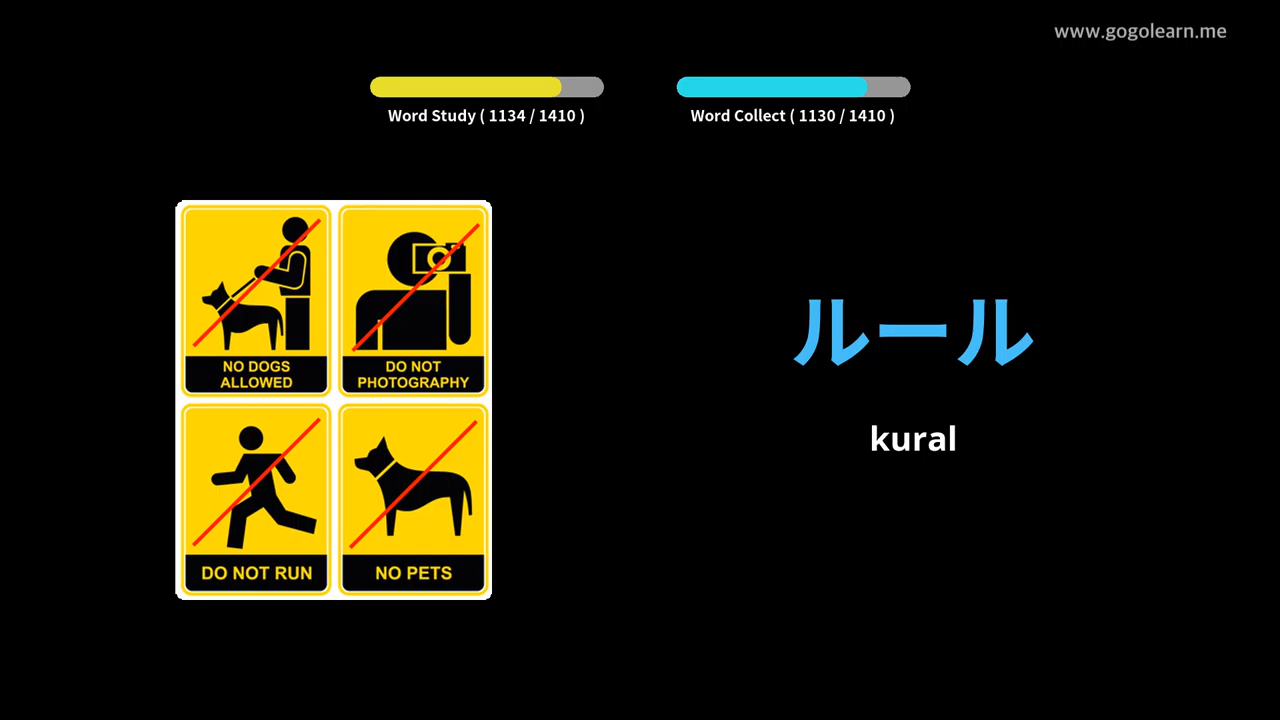 www.gogolearn.me
Word Study ( 1134 / 1410 )
Word Collect ( 1130 / 1410 )
NO DOGS
ALLOWED
DO NOT
PHOTOGRAPHY
DO NOT RUN
NO PETS
ルール
kural